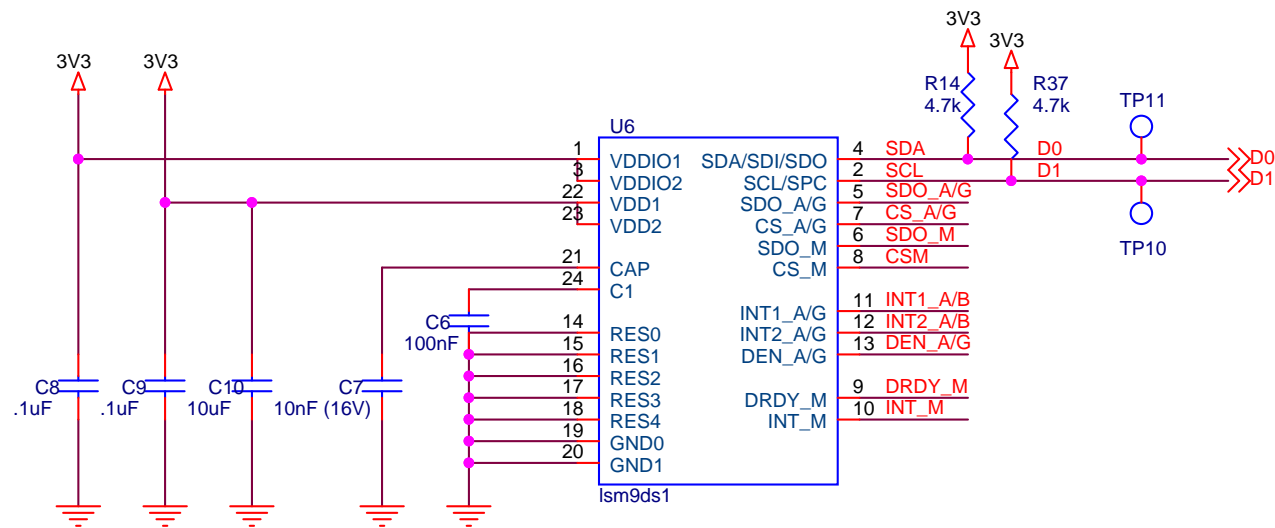 3V3
3V3
3V3
3V3
R14
4.7k
R37
4.7k
TP11
U6
1 VDDIO1
3 VDDIO2
22 VDD1
23 VDD2
21 CAP
24 C1
14 RES0
15 RES1
16 RES2
17 RES3
18 RES4
19 GND0
20 GND1
SDA/SDI/SDO 4 SDA D0 D0
SCL/SPC 2 SCL D1 D1
SDO_A/G 5 SDO_A/G
CS_A/G 7 CS_A/G
SDO_M 6 SDO_M
CS_M 8 CSM
INT1_A/G 11 INT1_A/B
INT2_A/G 12 INT2_A/B
DEN_A/G 13 DEN_A/G
DRDY_M 9 DRDY_M
INT_M 10 INT_M
TP10
C6
100nF
C8
.1uF
C9
.1uF
C10
10uF
C7
10nF (16V)
lsm9ds1